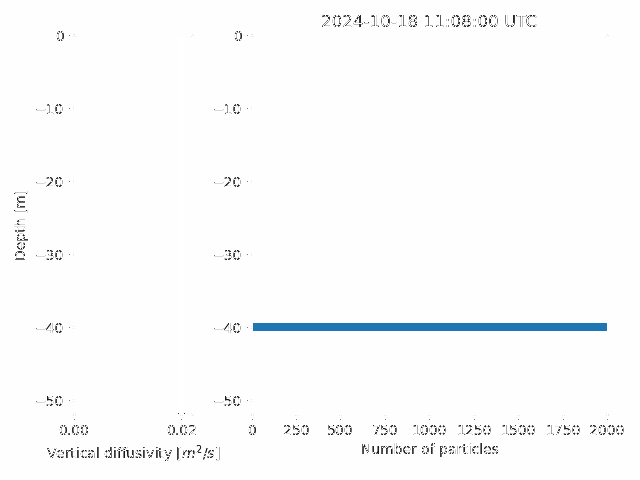 2024-10-18 11:08:00 UTC
0
−10
−20
−30
−40
−50
Depth [m]
0.00 0.02
Vertical diffusivity [m²/s]
0
−10
−20
−30
−40
−50
0 250 500 750 1000 1250 1500 1750 2000
Number of particles